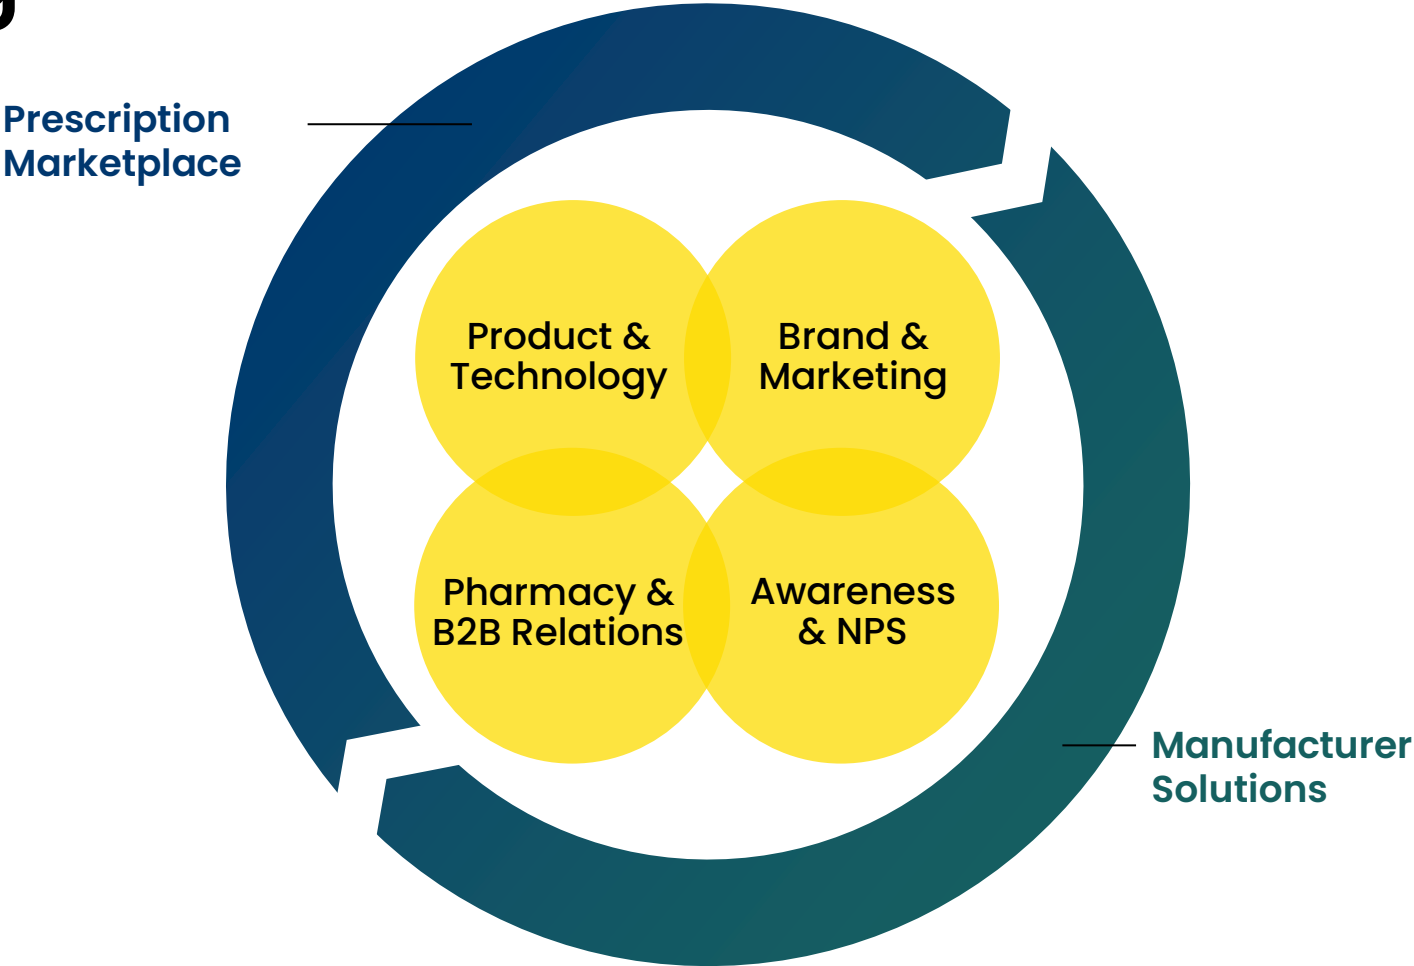 Prescription
Marketplace
Product &
Technology
Brand &
Marketing
Pharmacy &
B2B Relations
Awareness
& NPS
Manufacturer
Solutions